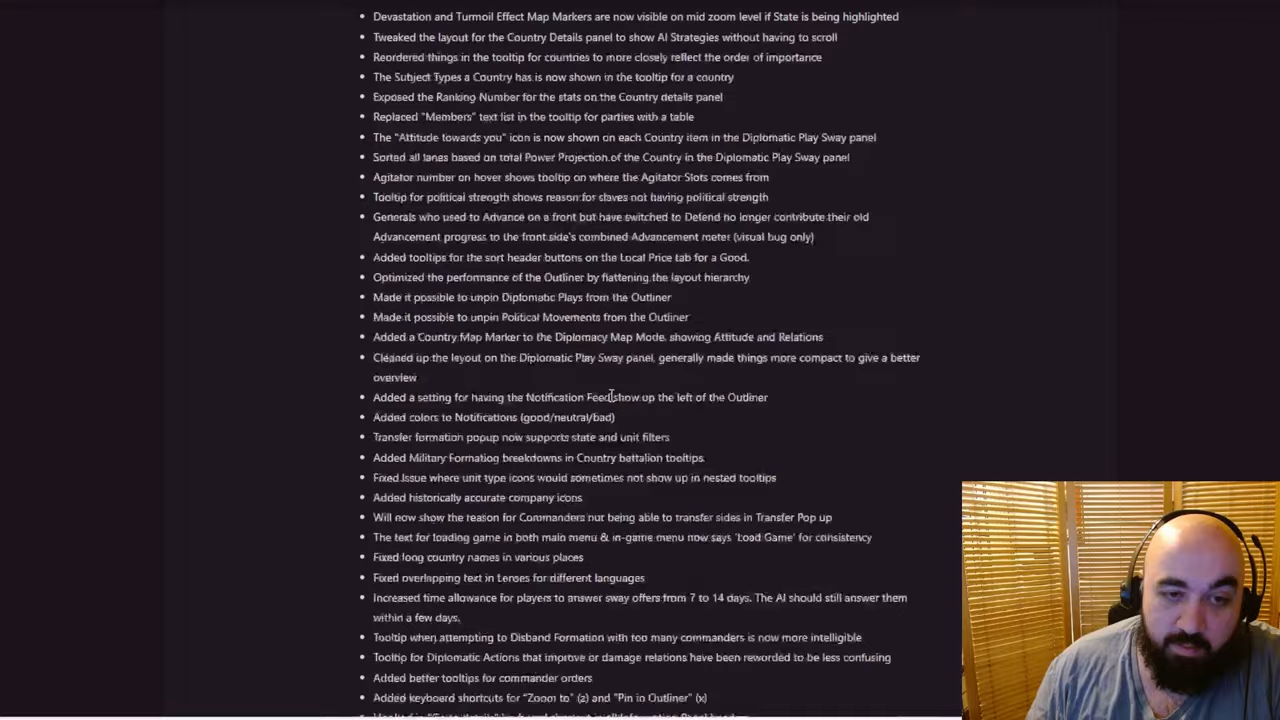 • Devastation and Turmoil Effect Map Markers are now visible on mid zoom level if State is being highlighted
• Tweaked the layout for the Country Details panel to show AI Strategies without having to scroll
• Reordered things in the tooltip for countries to more closely reflect the order of importance
• The Subject Types a Country has is now shown in the tooltip for a country
• Exposed the Ranking Number for the stats on the Country details panel
• Replaced "Members" text list in the tooltip for parties with a table
• The "Attitude towards you" icon is now shown on each Country item in the Diplomatic Play Sway panel
• Sorted all lanes based on total Power Projection of the Country in the Diplomatic Play Sway panel
• Agitator number on hover shows tooltip on where the Agitator Slots comes from
• Tooltip for political strength shows reason for slaves not having political strength
• Generals who used to Advance on a front but have switched to Defend no longer contribute their old
Advancement progress to the front side's combined Advancement meter (visual bug only)
• Added tooltips for the sort header buttons on the Local Price tab for a Good.
• Optimized the performance of the Outliner by flattening the layout hierarchy
• Made it possible to unpin Diplomatic Plays from the Outliner
• Made it possible to unpin Political Movements from the Outliner
• Added a Country Map Marker to the Diplomacy Map Mode, showing Attitude and Relations
• Cleaned up the layout on the Diplomatic Play Sway panel, generally made things more compact to give a better
overview
• Added a setting for having the Notification Feed show up the left of the Outliner
• Added colors to Notifications (good/neutral/bad)
• Transfer formation popup now supports state and unit filters
• Added Military Formation breakdowns in Country battalion tooltips.
• Fixed Issue where unit type icons would sometimes not show up in nested tooltips
• Added historically accurate company icons
• Will now show the reason for Commanders not being able to transfer sides in Transfer Pop up
• The text for loading game in both main menu & in-game menu now says 'Load Game' for consistency
• Fixed long country names in various places
• Fixed overlapping text in Lenses for different languages
• Increased time allowance for players to answer sway offers from 7 to 14 days. The AI should still answer them
within a few days.
• Tooltip when attempting to Disband Formation with too many commanders is now more intelligible
• Tooltip for Diplomatic Actions that improve or damage relations have been reworded to be less confusing
• Added better tooltips for commander orders
• Added keyboard shortcuts for "Zoom to" (z) and "Pin in Outliner" (x)